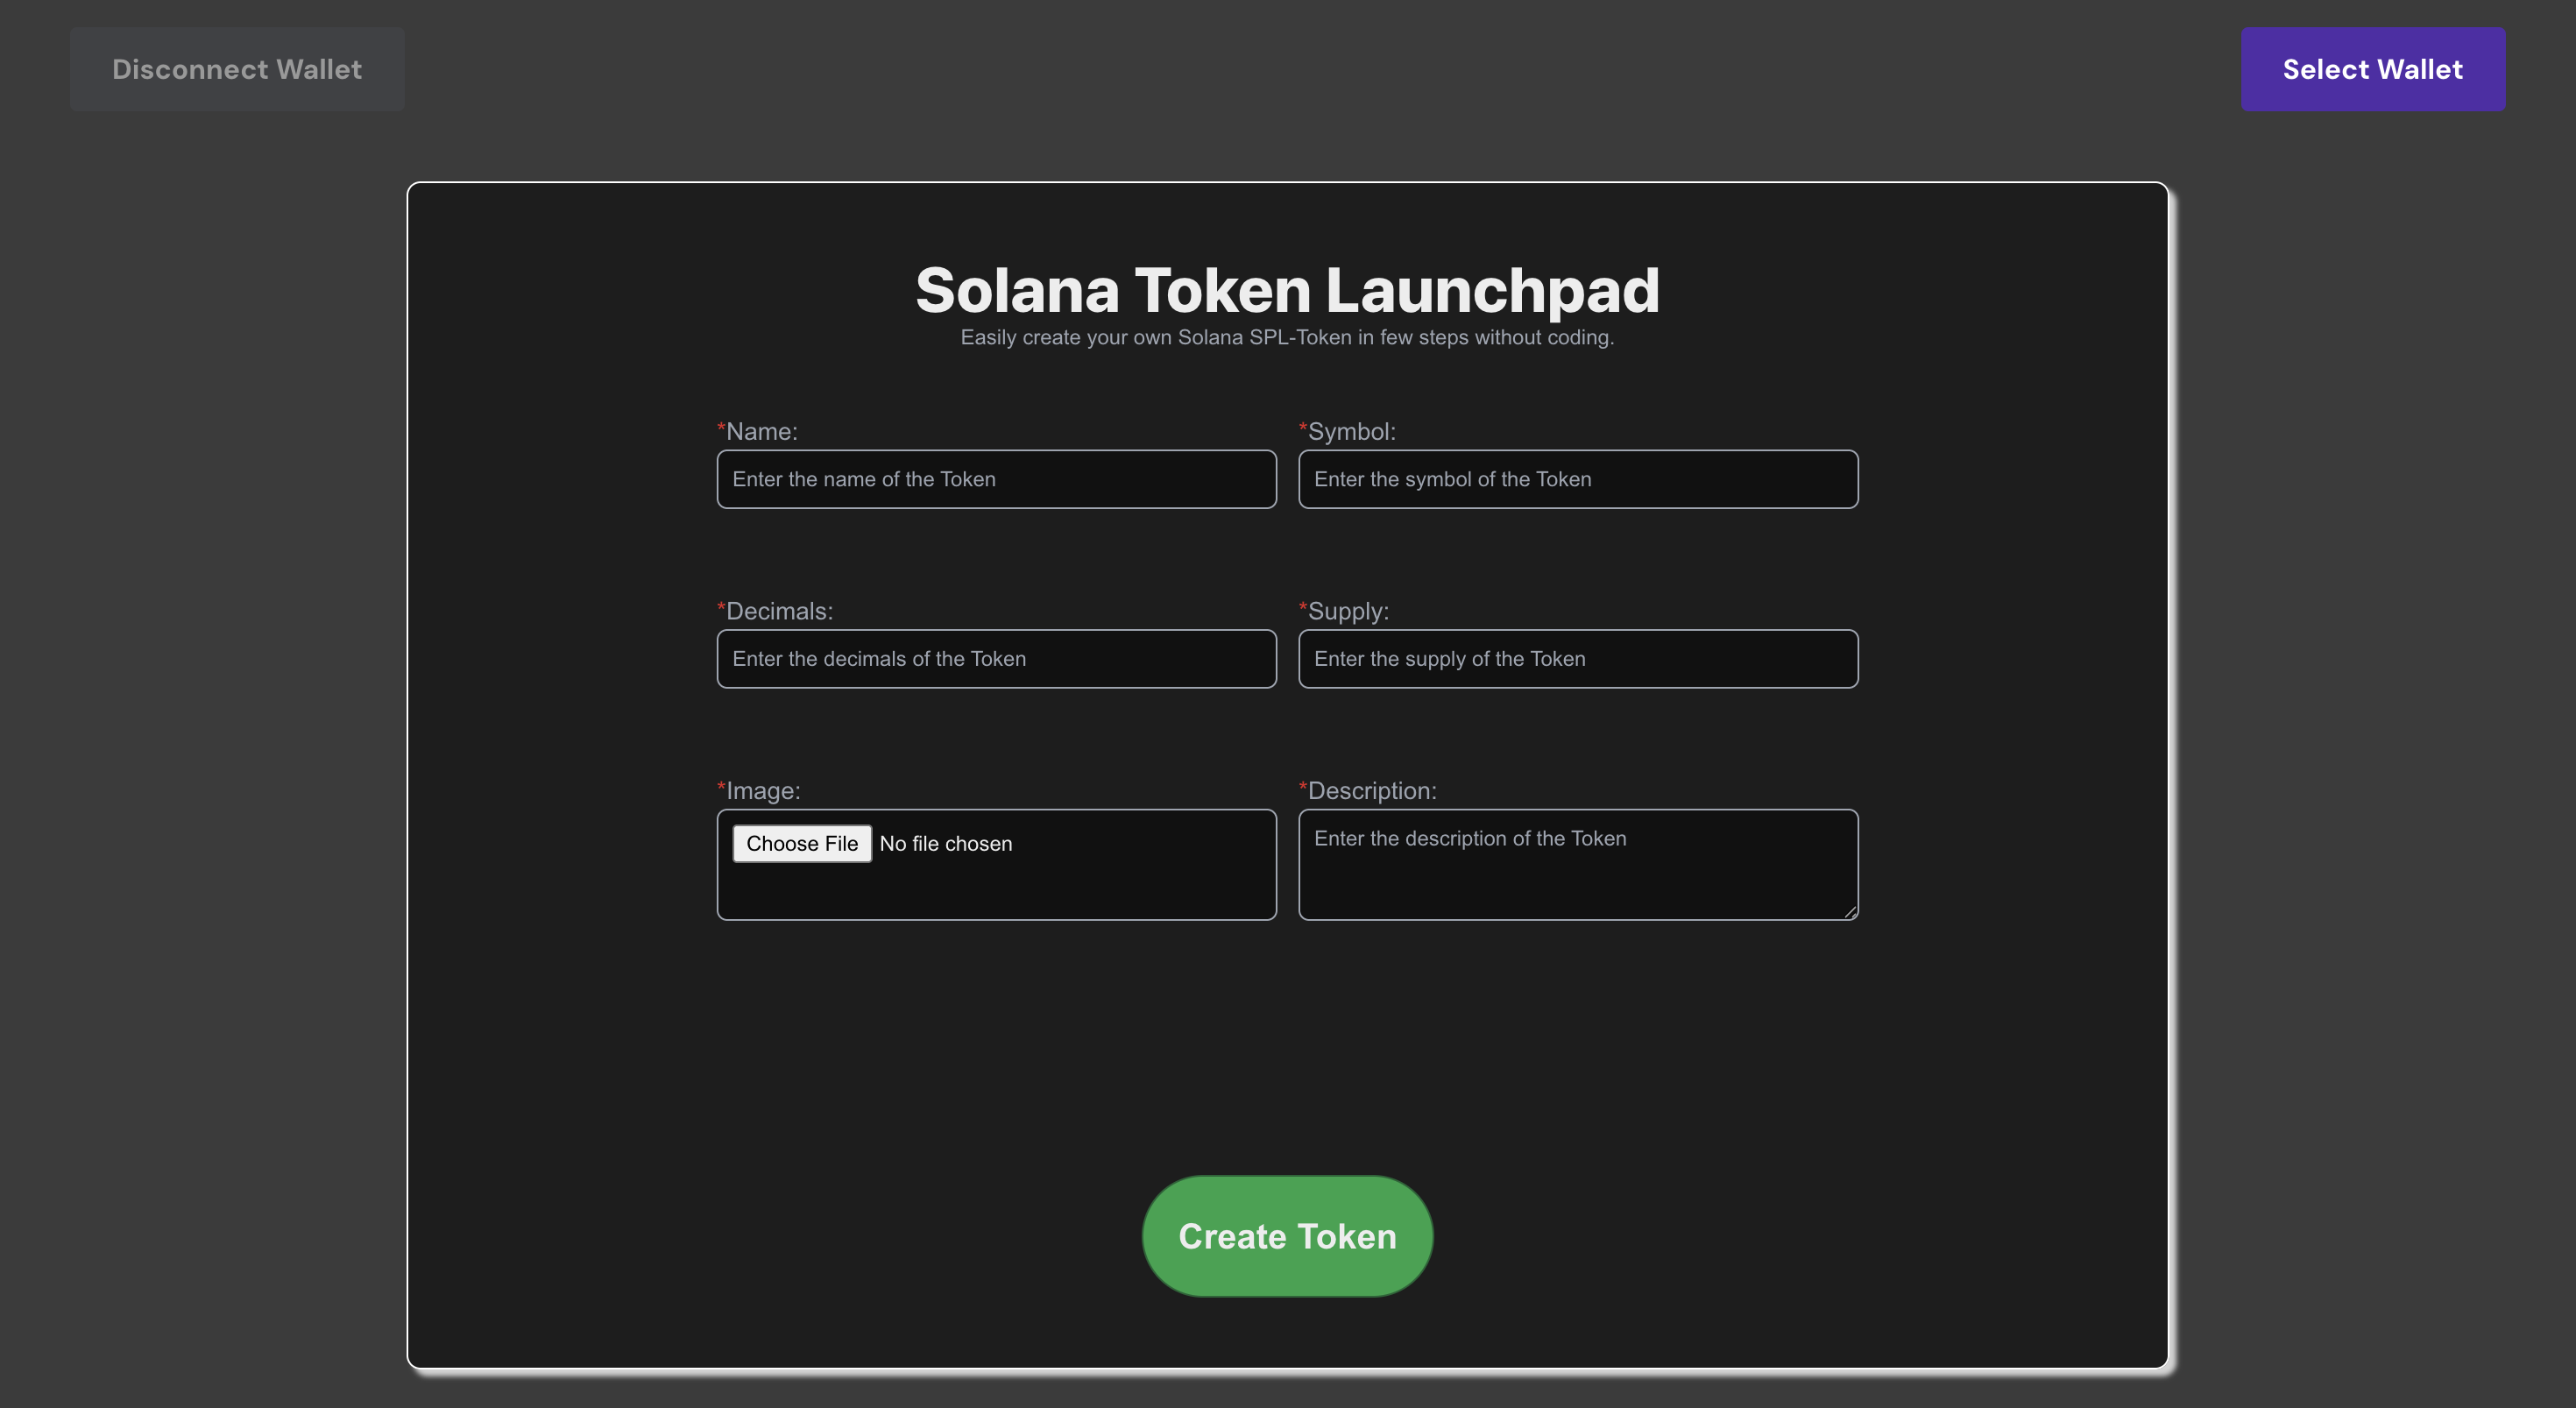 Disconnect Wallet
Select Wallet
Solana Token Launchpad
Easily create your own Solana SPL-Token in few steps without coding.
*Name:
Enter the name of the Token
*Symbol:
Enter the symbol of the Token
*Decimals:
Enter the decimals of the Token
*Supply:
Enter the supply of the Token
*Image:
Choose File No file chosen
*Description:
Enter the description of the Token
Create Token